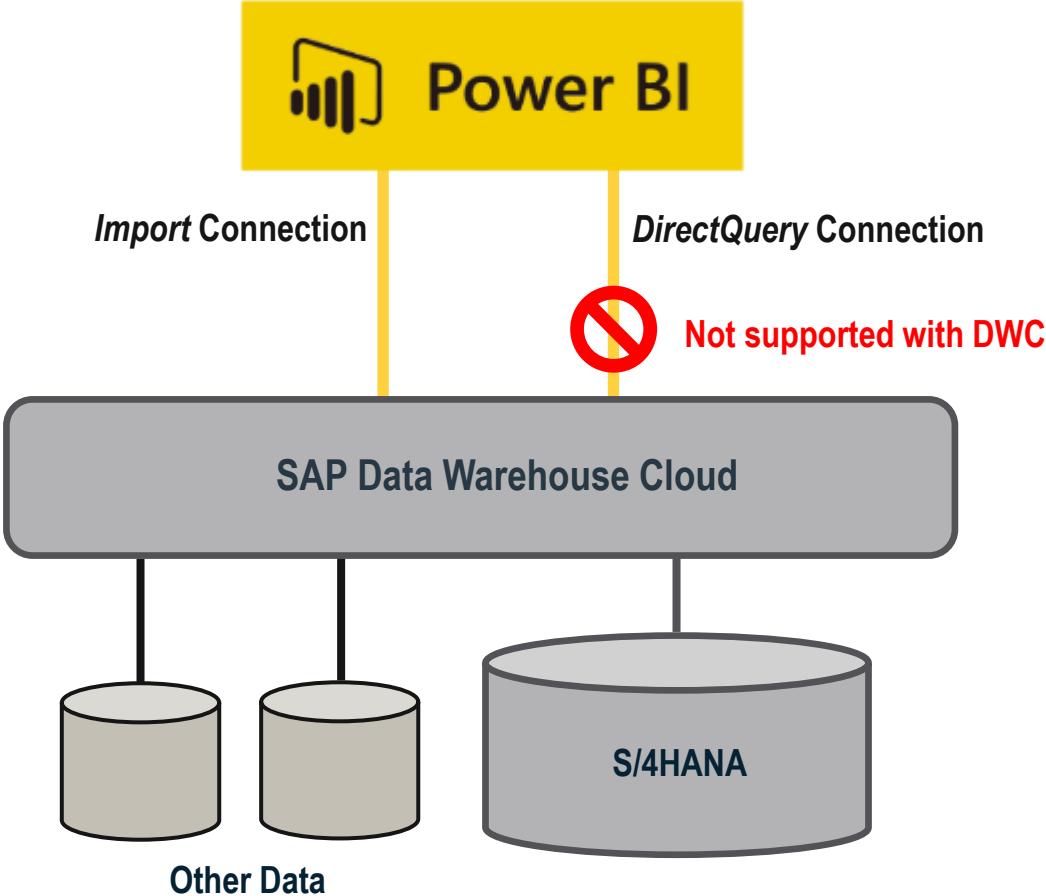 Power BI
Import Connection
DirectQuery Connection
Not supported with DWC
SAP Data Warehouse Cloud
S/4HANA
Other Data